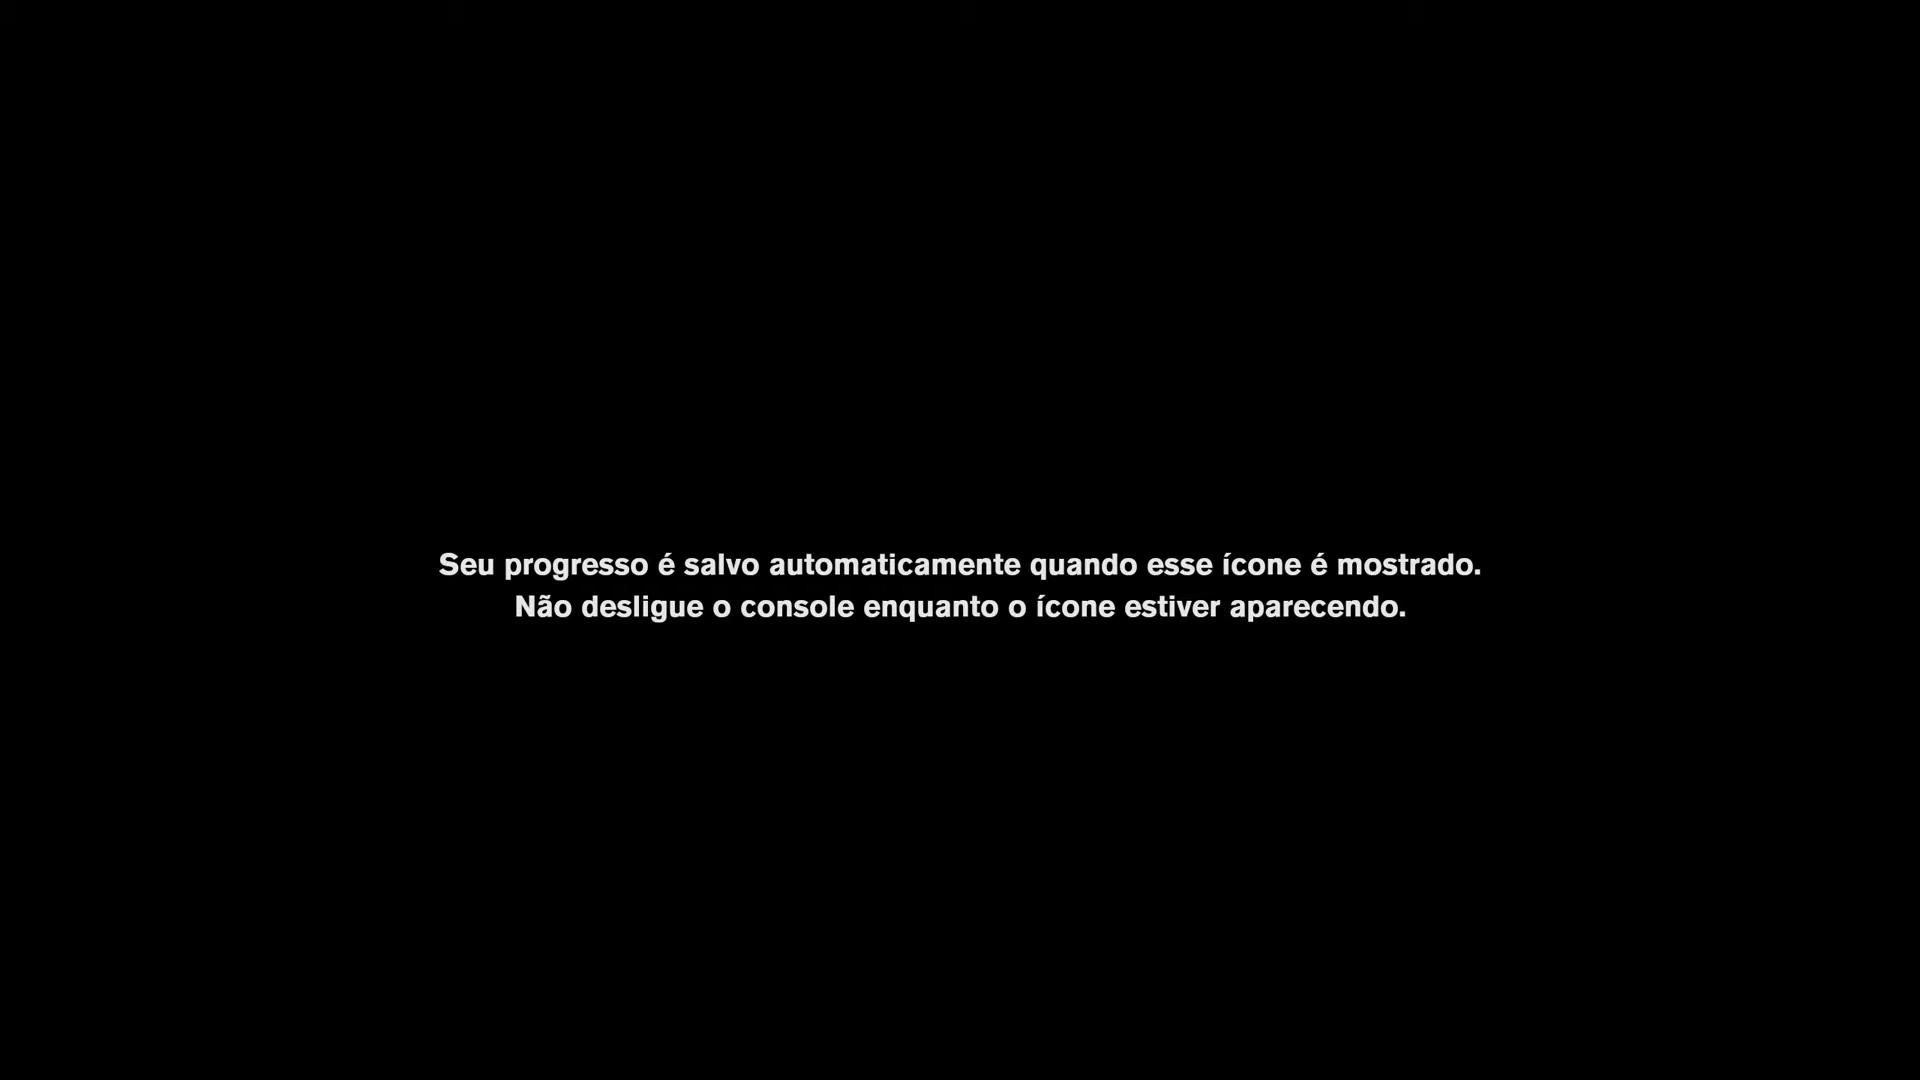 Seu progresso é salvo automaticamente quando esse ícone é mostrado.
Não desligue o console enquanto o ícone estiver aparecendo.